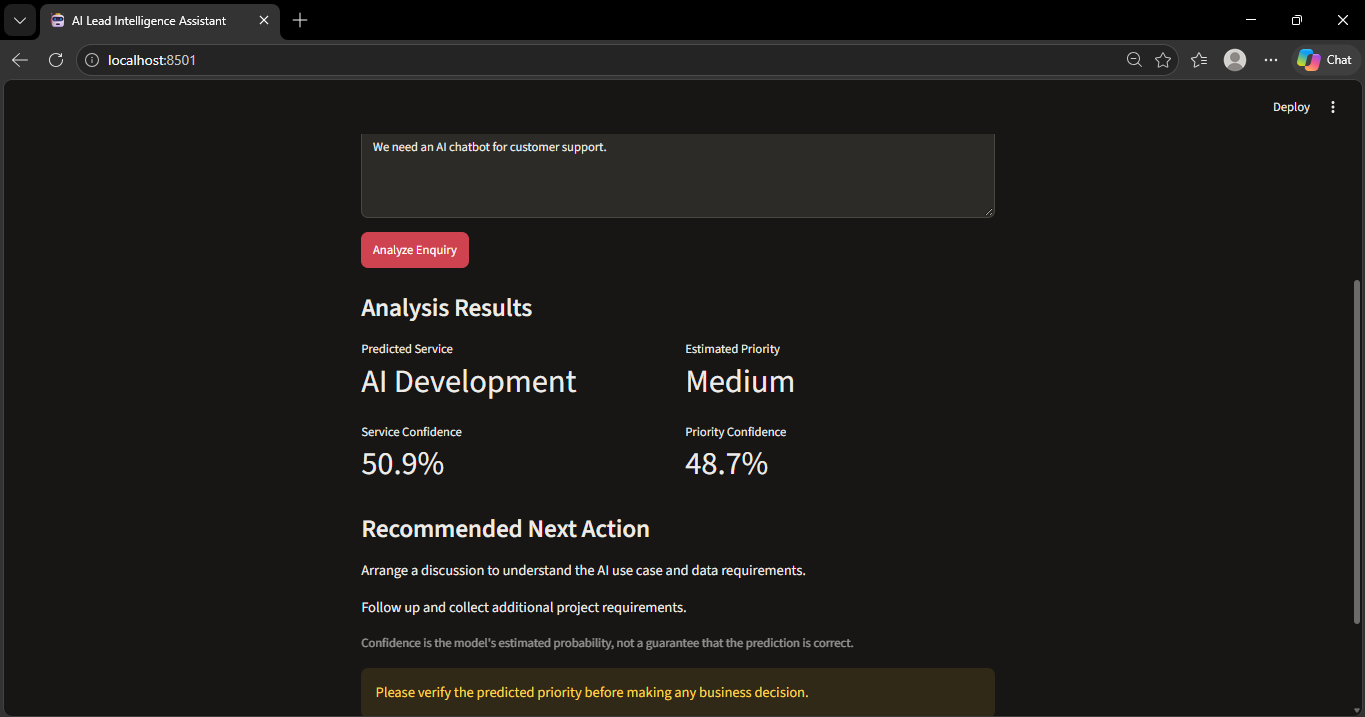 AI Lead Intelligence Assistant
localhost:8501
Chat
Deploy
We need an AI chatbot for customer support.
Analyze Enquiry
Analysis Results
Predicted Service
Estimated Priority
AI Development
Medium
Service Confidence
Priority Confidence
50.9%
48.7%
Recommended Next Action
Arrange a discussion to understand the AI use case and data requirements.
Follow up and collect additional project requirements.
Confidence is the model's estimated probability, not a guarantee that the prediction is correct.
Please verify the predicted priority before making any business decision.